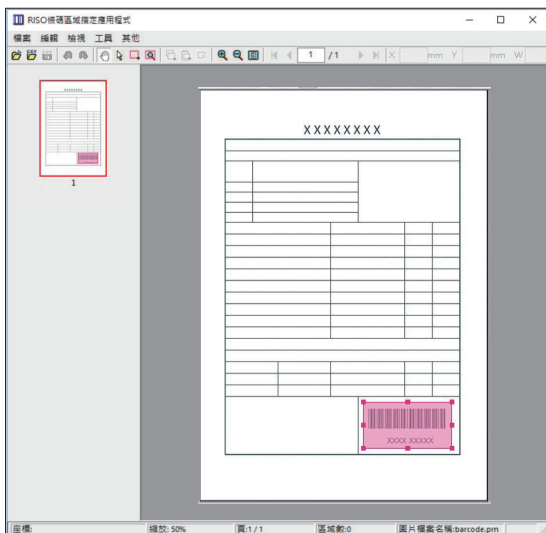 RISO條碼區域指定應用程式
檔案 編輯 檢視 工具 其他
1 /1 X mm Y mm W
XXXXXXXX
XXXX XXXXX
1
座標: 縮放: 50% 頁:1 / 1 區域數:0 圖片檔案名稱:barcode.prn